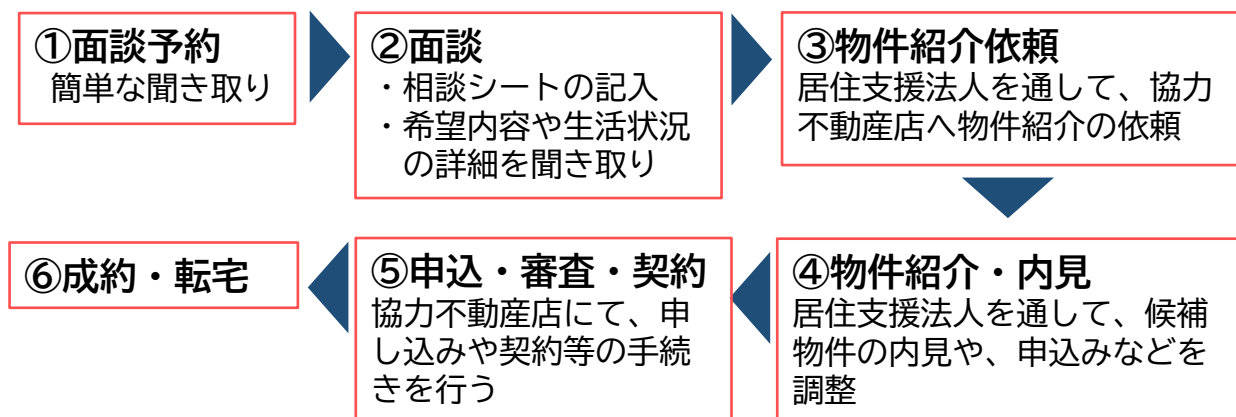 ①面談予約
簡単な聞き取り
②面談
・相談シートの記入
・希望内容や生活状況
の詳細を聞き取り
③物件紹介依頼
居住支援法人を通して、協力
不動産店へ物件紹介の依頼
④物件紹介・内見
居住支援法人を通して、候補
物件の内見や、申込みなどを
調整
⑤申込・審査・契約
協力不動産店にて、申
し込みや契約等の手続
きを行う
⑥成約・転宅